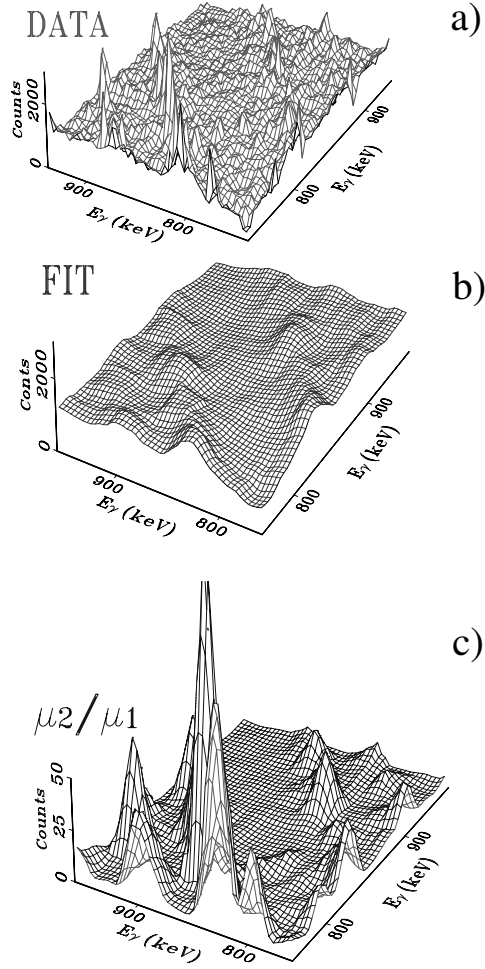 DATA
a)
Counts
2000
0
900
800
Eγ (keV)
900
800
Eγ (keV)
FIT
b)
Conts
2000
0
900
800
Eγ (keV)
900
800
Eγ (keV)
c)
μ2/μ1
Counts
50
25
0
900
800
Eγ (keV)
900
800
Eγ (keV)